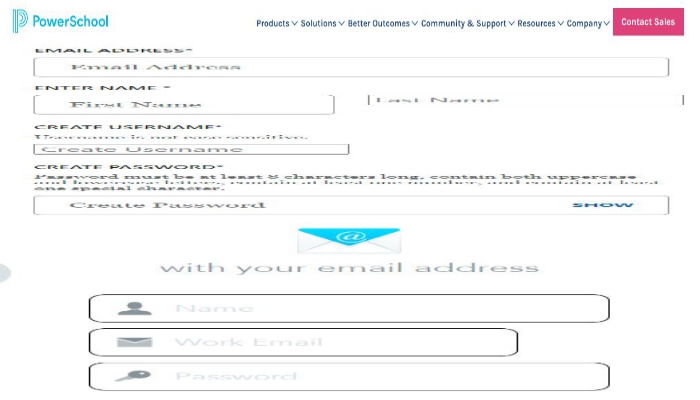 PowerSchool
Products Solutions Better Outcomes Community & Support Resources Company Contact Sales
EMAIL ADDRESS*
Email Address
ENTER NAME *
First Name Last Name
CREATE USERNAME*
Username is not case sensitive.
Create Username
CREATE PASSWORD*
Password must be at least 8 characters long, contain both uppercase
and lowercase letters, contain at least one number, and contain at least
one special character.
Create Password SHOW
@
with your email address
Name
Work Email
Password